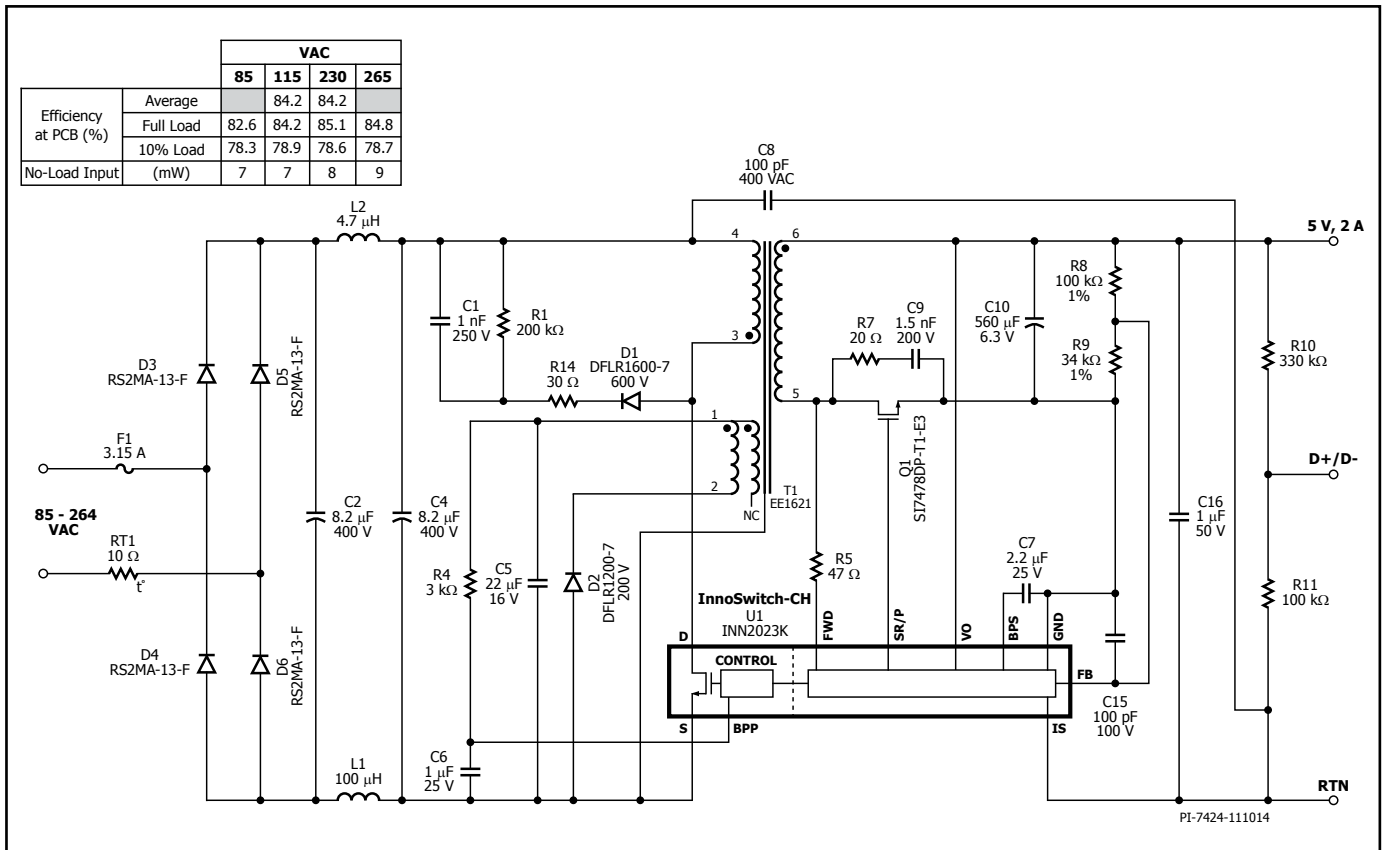 VAC
85 115 230 265
Efficiency at PCB (%)
Average 84.2 84.2
Full Load 82.6 84.2 85.1 84.8
10% Load 78.3 78.9 78.6 78.7
No-Load Input (mW) 7 7 8 9
C8
100 pF
400 VAC
L2
4.7 μH
4
6
5 V, 2 A
C1
1 nF
250 V
R1
200 kΩ
3
R14
30 Ω
D1
DFLR1600-7
600 V
R7
20 Ω
C9
1.5 nF
200 V
C10
560 μF
6.3 V
R8
100 kΩ
1%
R9
34 kΩ
1%
R10
330 kΩ
D3
RS2MA-13-F
D5
RS2MA-13-F
5
1
2
NC
T1
EE1621
Q1
SI7478DP-T1-E3
F1
3.15 A
D+/D-
85 - 264
VAC
RT1
10 Ω
t°
C2
8.2 μF
400 V
C4
8.2 μF
400 V
C16
1 μF
50 V
R4
3 kΩ
C5
22 μF
16 V
D2
DFLR1200-7
200 V
R5
47 Ω
C7
2.2 μF
25 V
R11
100 kΩ
InnoSwitch-CH
U1
INN2023K
D
FWD
SR/P
VO
BPS
GND
D4
RS2MA-13-F
D6
RS2MA-13-F
CONTROL
FB
C15
100 pF
100 V
S
BPP
IS
C6
1 μF
25 V
L1
100 μH
RTN
PI-7424-111014